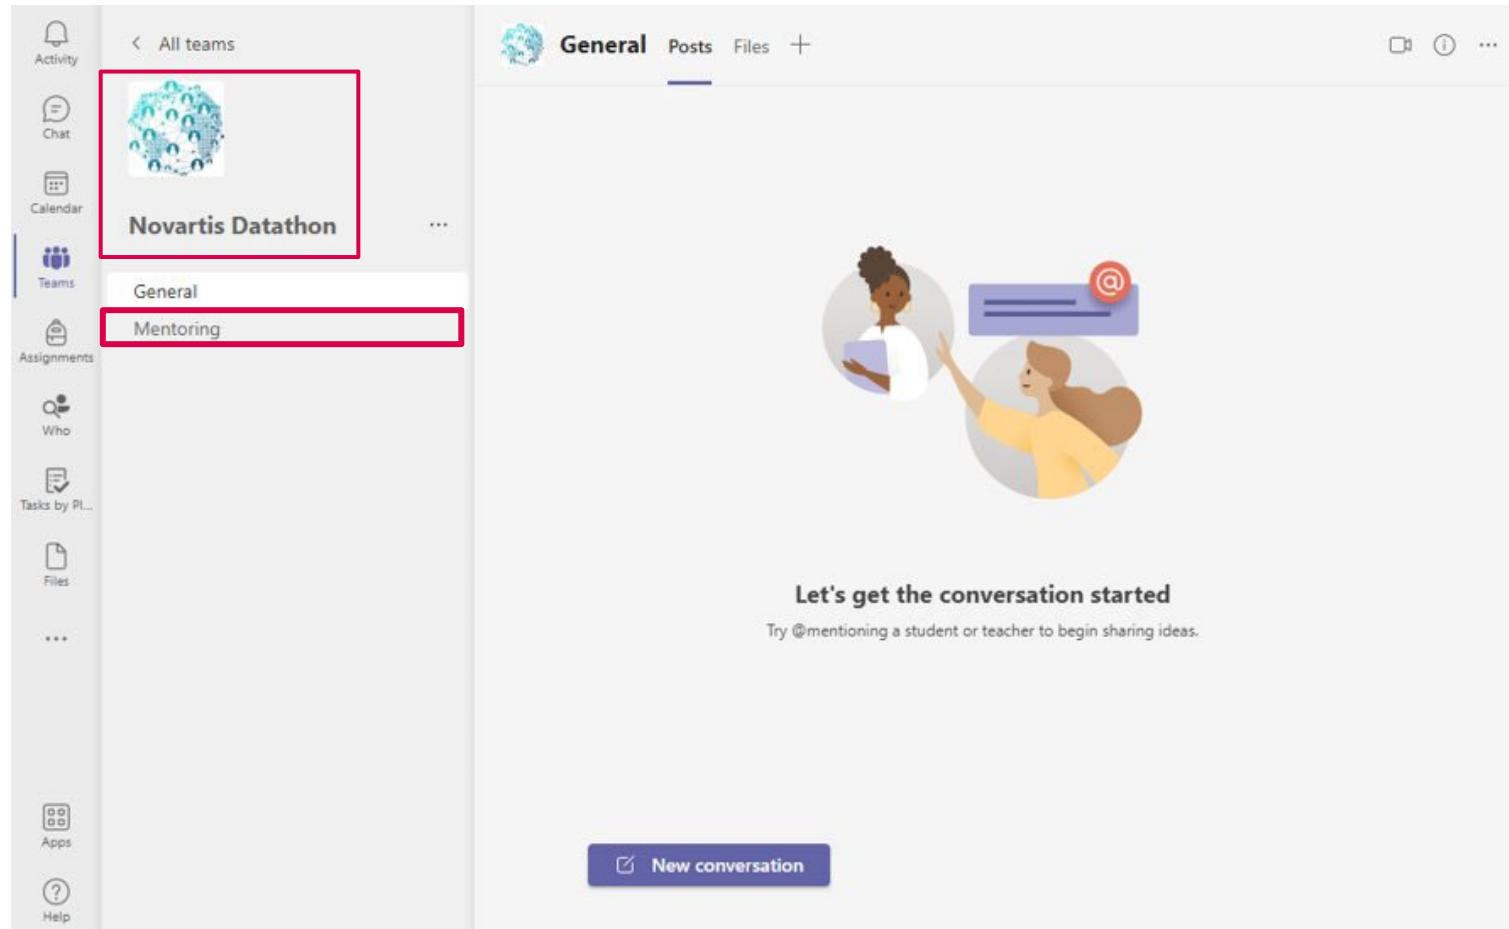 Activity
Chat
Calendar
Teams
Assignments
Who
Tasks by Pl...
Files
Apps
Help
All teams
Novartis Datathon
General
Mentoring
General Posts Files
@
Let's get the conversation started
Try @mentioning a student or teacher to begin sharing ideas.
New conversation